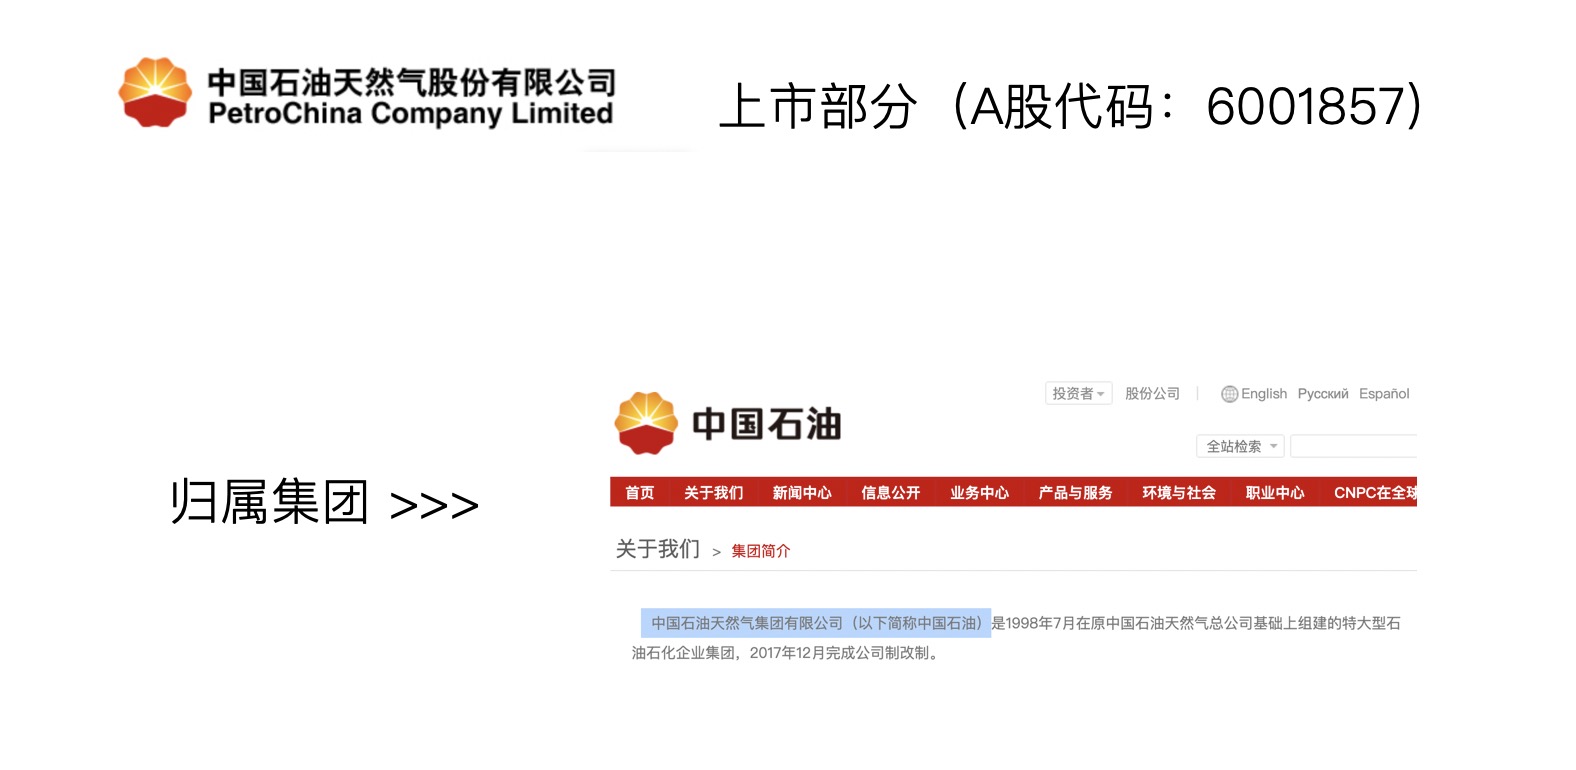 中国石油天然气股份有限公司
PetroChina Company Limited
上市部分（A股代码：6001857）
投资者 股份公司 | English Русский Español
中国石油
全站检索
归属集团 >>>
首页 关于我们 新闻中心 信息公开 业务中心 产品与服务 环境与社会 职业中心 CNPC在全球
关于我们 > 集团简介
中国石油天然气集团有限公司（以下简称中国石油）是1998年7月在原中国石油天然气总公司基础上组建的特大型石
油石化企业集团，2017年12月完成公司制改制。